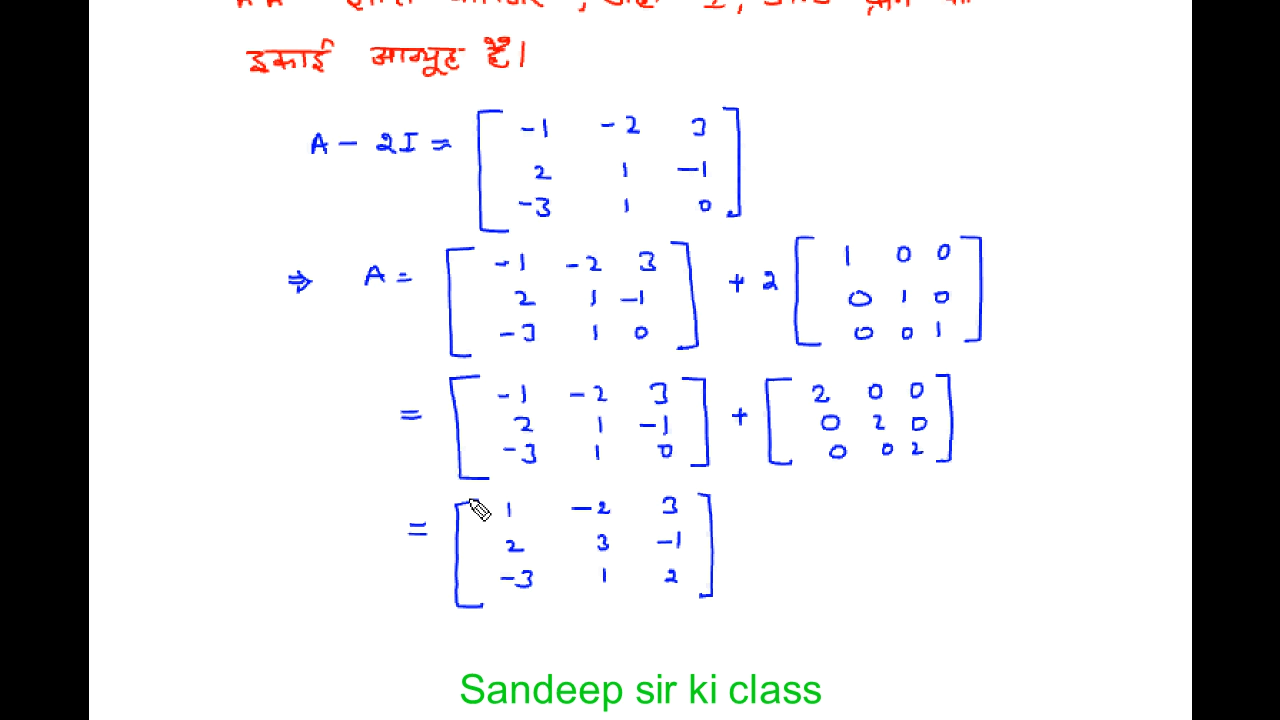 इकाई आव्यूह है।
A - 2I = [ -1 -2 3
2 1 -1
-3 1 0 ]
⇒ A = [ -1 -2 3
2 1 -1
-3 1 0 ] + 2 [ 1 0 0
0 1 0
0 0 1 ]
= [ -1 -2 3
2 1 -1
-3 1 0 ] + [ 2 0 0
0 2 0
0 0 2 ]
= [ 1 -2 3
2 3 -1
-3 1 2 ]
Sandeep sir ki class